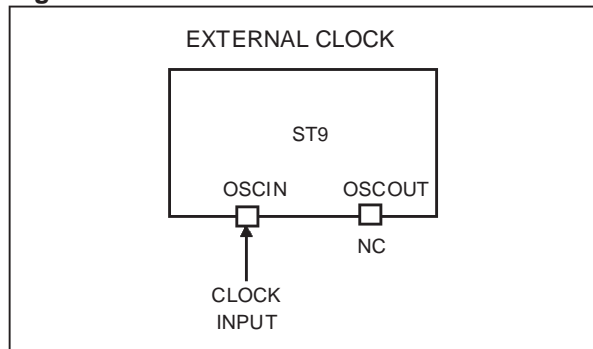 EXTERNAL CLOCK
ST9
OSCIN OSCOUT
NC
CLOCK
INPUT